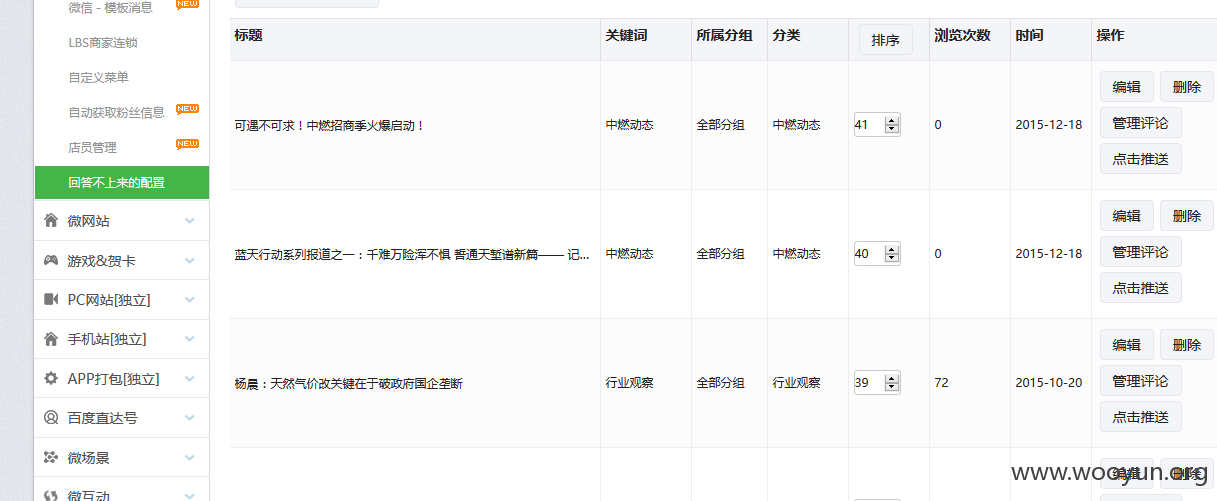 微信 - 模板消息 NEW
LBS商家连锁
自定义菜单
自动获取粉丝信息 NEW
店员管理 NEW
回答不上来的配置
微网站
游戏&贺卡
PC网站[独立]
手机站[独立]
APP打包[独立]
百度直达号
微场景
微互动
标题 关键词 所属分组 分类 排序 浏览次数 时间 操作
可遇不可求！中燃招商季火爆启动！ 中燃动态 全部分组 中燃动态 41 0 2015-12-18 编辑 删除
管理评论
点击推送
蓝天行动系列报道之一：千难万险浑不惧 誓通天堑谱新篇—— 记... 中燃动态 全部分组 中燃动态 40 0 2015-12-18 编辑 删除
管理评论
点击推送
杨晨：天然气价改关键在于破政府国企垄断 行业观察 全部分组 行业观察 39 72 2015-10-20 编辑 删除
管理评论
点击推送
编辑 删除
www.wooyun.org